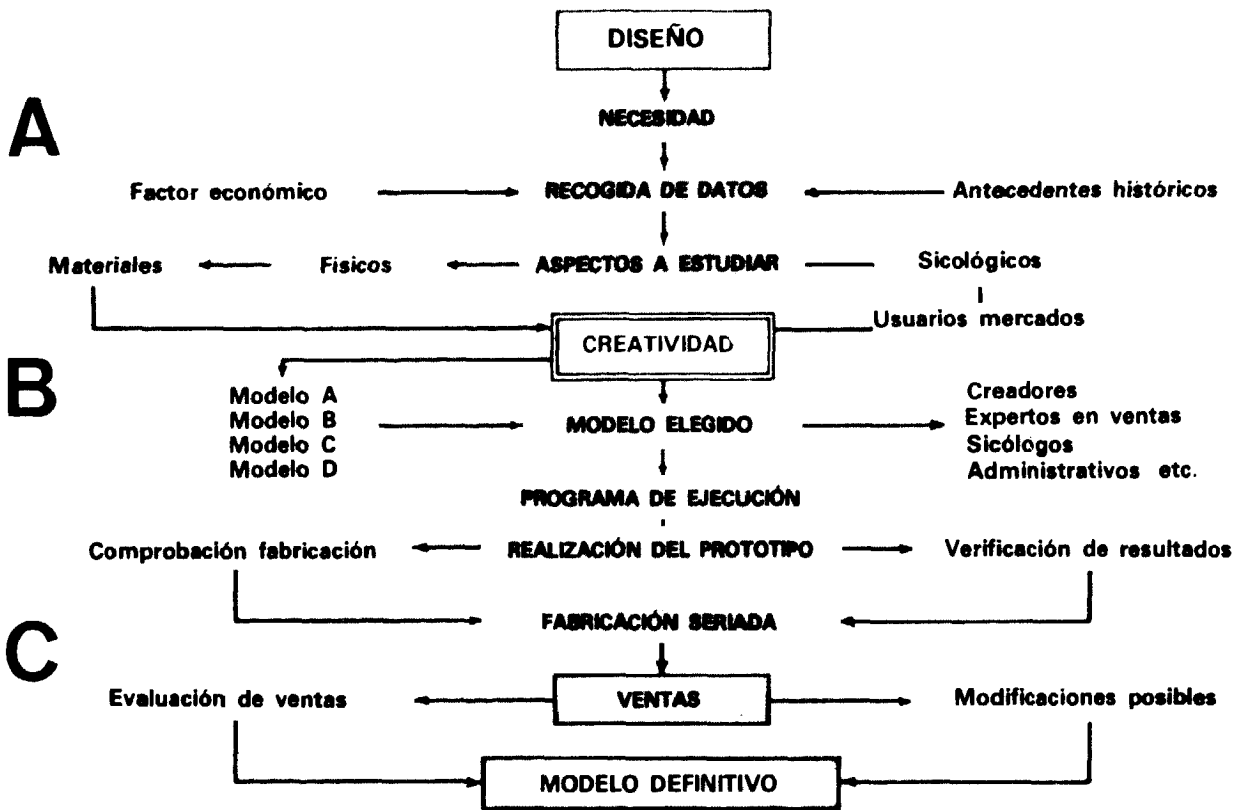 DISEÑO
A
NECESIDAD
Factor económico RECOGIDA DE DATOS Antecedentes históricos
Materiales Físicos ASPECTOS A ESTUDIAR Sicológicos
Usuarios mercados
CREATIVIDAD
B
Modelo A
Modelo B
Modelo C
Modelo D
MODELO ELEGIDO
Creadores
Expertos en ventas
Sicólogos
Administrativos etc.
PROGRAMA DE EJECUCIÓN
Comprobación fabricación REALIZACIÓN DEL PROTOTIPO Verificación de resultados
FABRICACIÓN SERIADA
C
Evaluación de ventas VENTAS Modificaciones posibles
MODELO DEFINITIVO